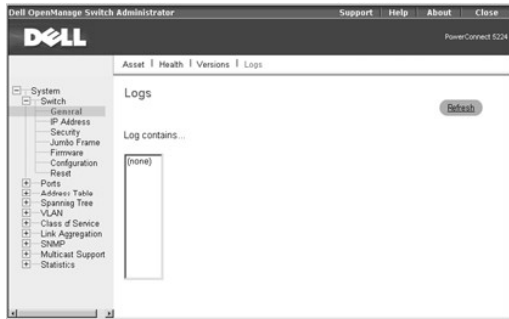 Dell OpenManage Switch Administrator Support Help About Close
DELL
PowerConnect 5224
Asset Health Versions Logs
System
Switch
General
IP Address
Security
Jumbo Frame
Firmware
Configuration
Reset
Ports
Address Table
Spanning Tree
VLAN
Class of Service
Link Aggregation
SNMP
Multicast Support
Statistics
Logs
Refresh
Log contains...
(none)